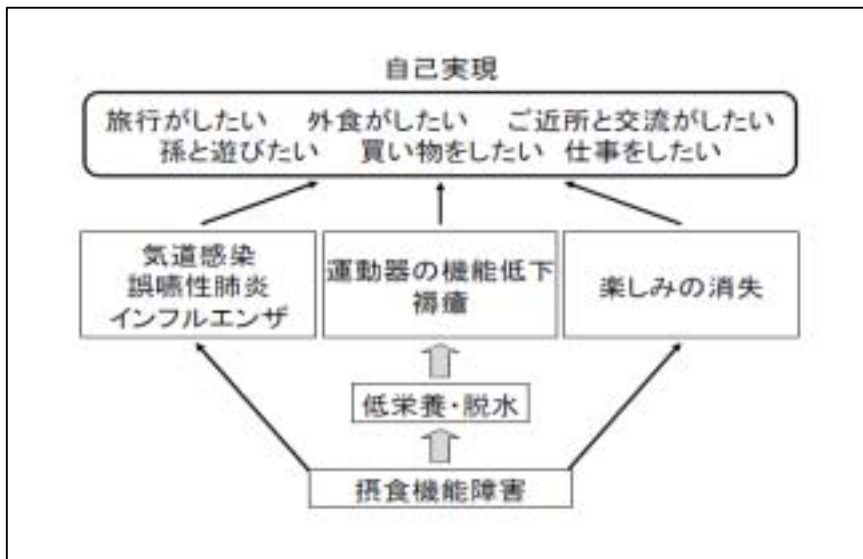 自己実現
旅行がしたい　外食がしたい　ご近所と交流がしたい
孫と遊びたい　買い物をしたい　仕事をしたい
気道感染
誤嚥性肺炎
インフルエンザ
運動器の機能低下
褥瘡
楽しみの消失
低栄養・脱水
摂食機能障害